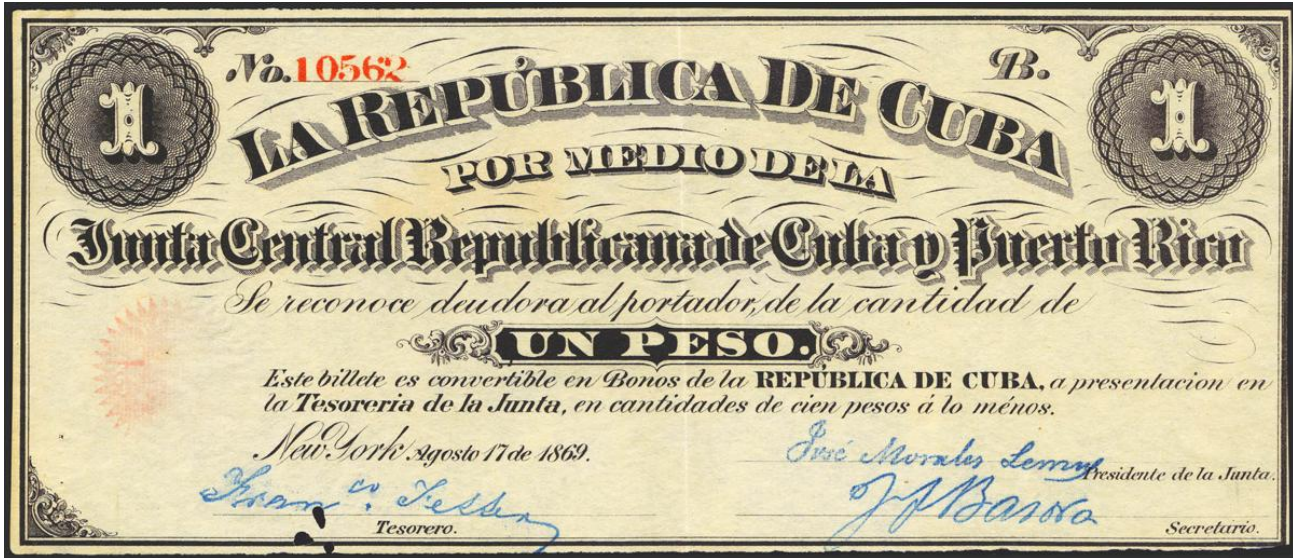 1 No. 10562 B. 1
LA REPÚBLICA DE CUBA
POR MEDIO DE LA
Junta Central Republicana de Cuba y Puerto Rico
Se reconoce deudora al portador, de la cantidad de
UN PESO.
Este billete es convertible en Bonos de la REPÚBLICA DE CUBA, a presentacion en
la Tesoreria de la Junta, en cantidades de cien pesos á lo ménos.
New York Agosto 17 de 1869.
José Morales Lemus Presidente de la Junta.
Franco. Fesser Tesorero.
Secretario.